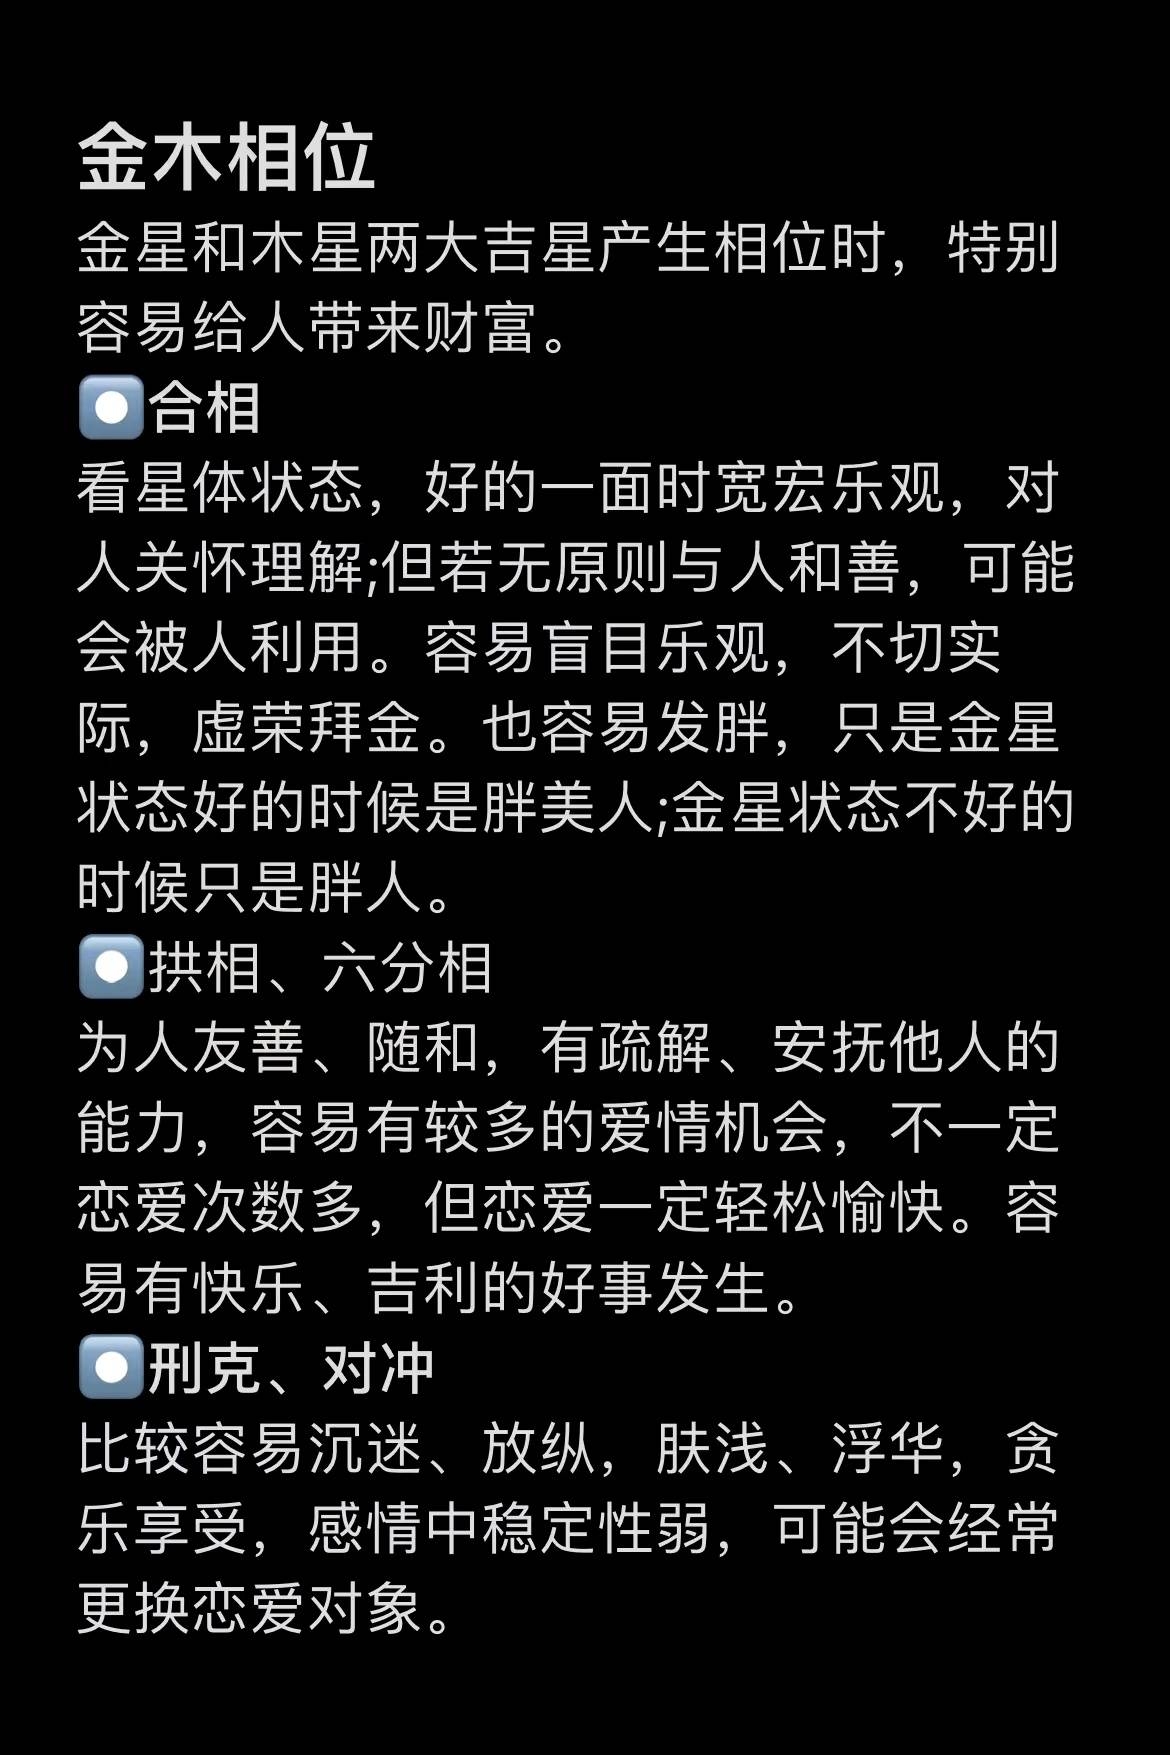 金木相位
金星和木星两大吉星产生相位时，特别
容易给人带来财富。
合相
看星体状态，好的一面时宽宏乐观，对
人关怀理解;但若无原则与人和善，可能
会被人利用。容易盲目乐观，不切实
际，虚荣拜金。也容易发胖，只是金星
状态好的时候是胖美人;金星状态不好的
时候只是胖人。
拱相、六分相
为人友善、随和，有疏解、安抚他人的
能力，容易有较多的爱情机会，不一定
恋爱次数多，但恋爱一定轻松愉快。容
易有快乐、吉利的好事发生。
刑克、对冲
比较容易沉迷、放纵，肤浅、浮华，贪
乐享受，感情中稳定性弱，可能会经常
更换恋爱对象。